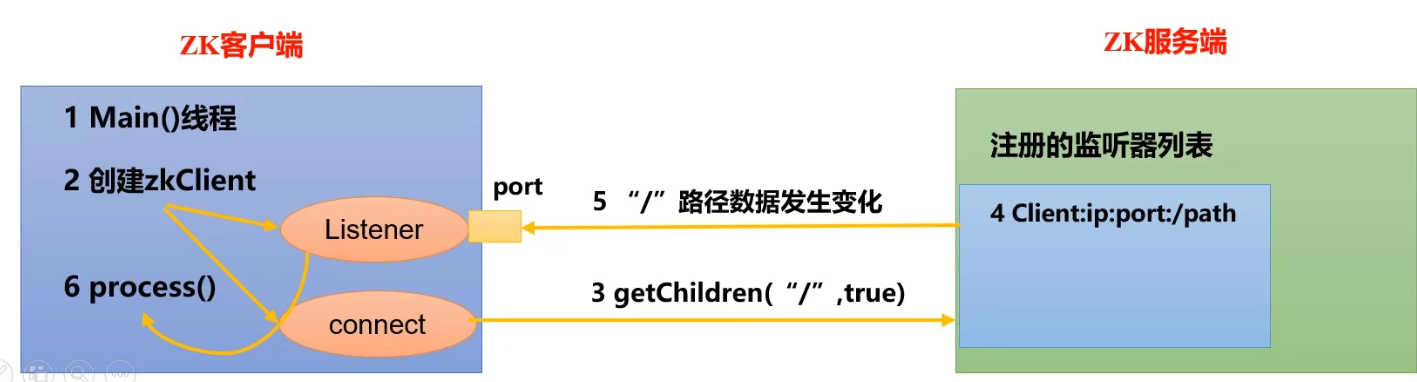 ZK客户端
ZK服务端
1 Main()线程
2 创建zkClient
port
Listener
6 process()
connect
5 “/”路径数据发生变化
3 getChildren(“/”,true)
注册的监听器列表
4 Client:ip:port:/path